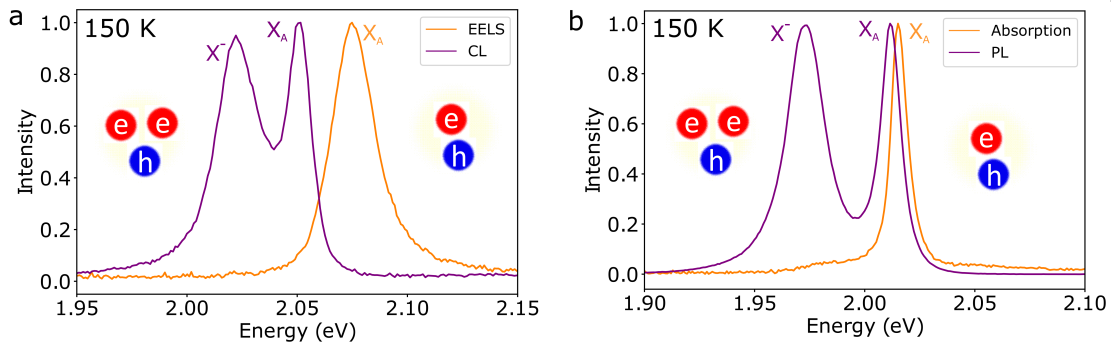 a
150 K
X⁻
X_A
X_A
EELS
CL
e
e
h
e
h
Intensity
1.0
0.8
0.6
0.4
0.2
0.0
1.95
2.00
2.05
2.10
2.15
Energy (eV)
b
150 K
X⁻
X_A
X_A
Absorption
PL
e
e
h
e
h
Intensity
1.0
0.8
0.6
0.4
0.2
0.0
1.90
1.95
2.00
2.05
2.10
Energy (eV)